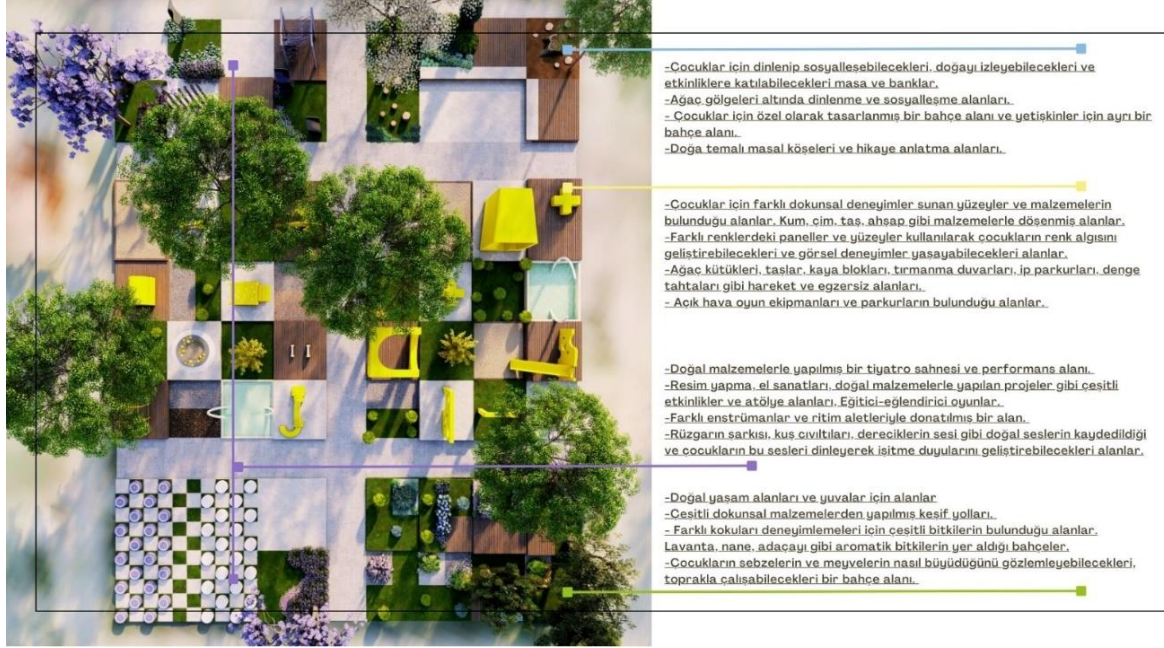 -Çocuklar için dinlenip sosyalleşebilecekleri, doğayı izleyebilecekleri ve
etkinliklere katılabilecekleri masa ve banklar.
-Ağaç gölgeleri altında dinlenme ve sosyalleşme alanları.
- Çocuklar için özel olarak tasarlanmış bir bahçe alanı ve yetişkinler için ayrı bir
bahçe alanı.
-Doğa temalı masal köşeleri ve hikaye anlatma alanları.
-Çocuklar için farklı dokunsal deneyimler sunan yüzeyler ve malzemelerin
bulunduğu alanlar. Kum, çim, taş, ahşap gibi malzemelerle döşenmiş alanlar.
-Farklı renklerdeki paneller ve yüzeyler kullanılarak çocukların renk algısını
geliştirebilecekleri ve görsel deneyimler yaşayabilecekleri alanlar.
-Ağaç kütükleri, taşlar, kaya blokları, tırmanma duvarları, ip parkurları, denge
tahtaları gibi hareket ve egzersiz alanları.
- Açık hava oyun ekipmanları ve parkurların bulunduğu alanlar.
-Doğal malzemelerle yapılmış bir tiyatro sahnesi ve performans alanı.
-Resim yapma, el sanatları, doğal malzemelerle yapılan projeler gibi çeşitli
etkinlikler ve atölye alanları, Eğitici-eğlendirici oyunlar.
-Farklı enstrümanlar ve ritim aletleriyle donatılmış bir alan.
-Rüzgarın şarkısı, kuş cıvıltıları, dereciklerin sesi gibi doğal seslerin kaydedildiği
ve çocukların bu sesleri dinleyerek işitme duyularını geliştirebilecekleri alanlar.
-Doğal yaşam alanları ve yuvalar için alanlar
-Çeşitli dokunsal malzemelerden yapılmış keşif yolları.
- Farklı kokuları deneyimlemeleri için çeşitli bitkilerin bulunduğu alanlar.
Lavanta, nane, adaçayı gibi aromatik bitkilerin yer aldığı bahçeler.
-Çocukların sebzelerin ve meyvelerin nasıl büyüdüğünü gözlemleyebilecekleri,
toprakla çalışabilecekleri bir bahçe alanı.